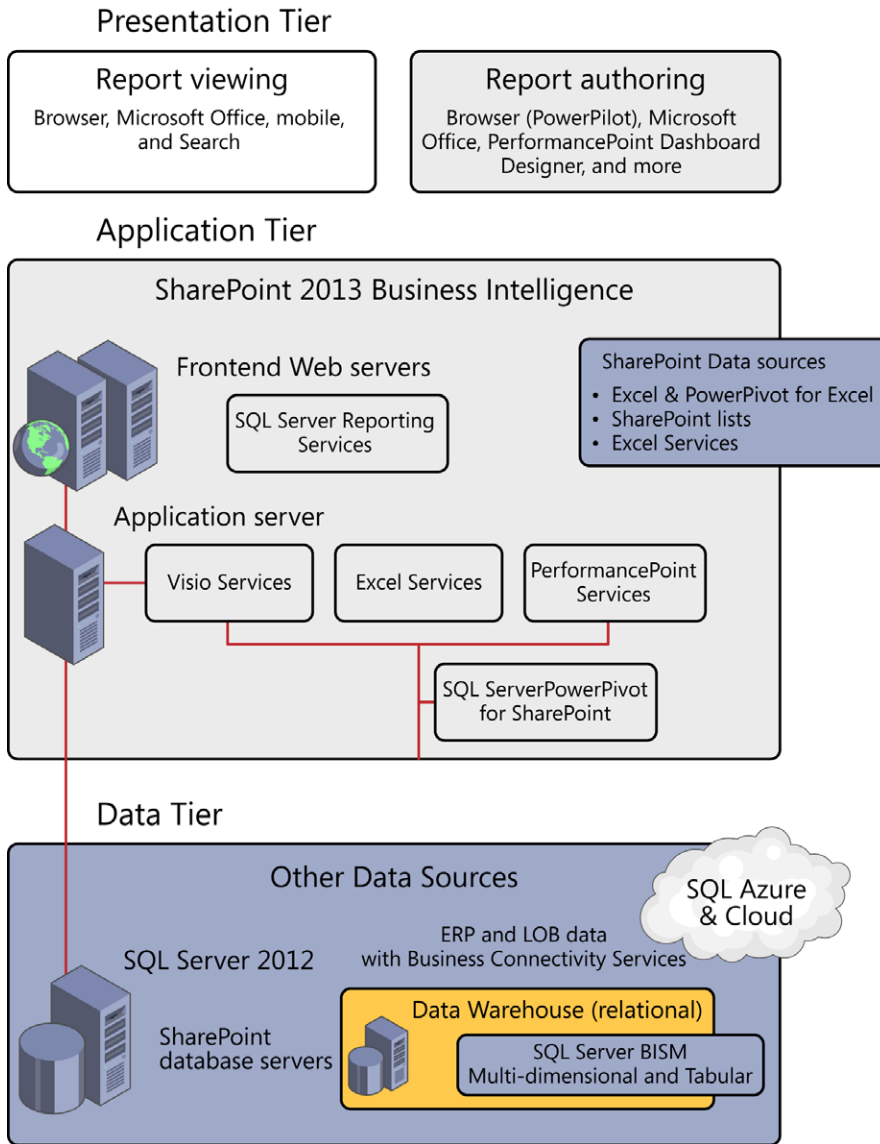 Presentation Tier
Report viewing
Browser, Microsoft Office, mobile,
and Search
Report authoring
Browser (PowerPilot), Microsoft
Office, PerformancePoint Dashboard
Designer, and more
Application Tier
SharePoint 2013 Business Intelligence
Frontend Web servers
SQL Server Reporting
Services
SharePoint Data sources
• Excel & PowerPivot for Excel
• SharePoint lists
• Excel Services
Application server
Visio Services
Excel Services
PerformancePoint
Services
SQL ServerPowerPivot
for SharePoint
Data Tier
Other Data Sources
SQL Azure
& Cloud
ERP and LOB data
with Business Connectivity Services
SQL Server 2012
SharePoint
database servers
Data Warehouse (relational)
SQL Server BISM
Multi-dimensional and Tabular